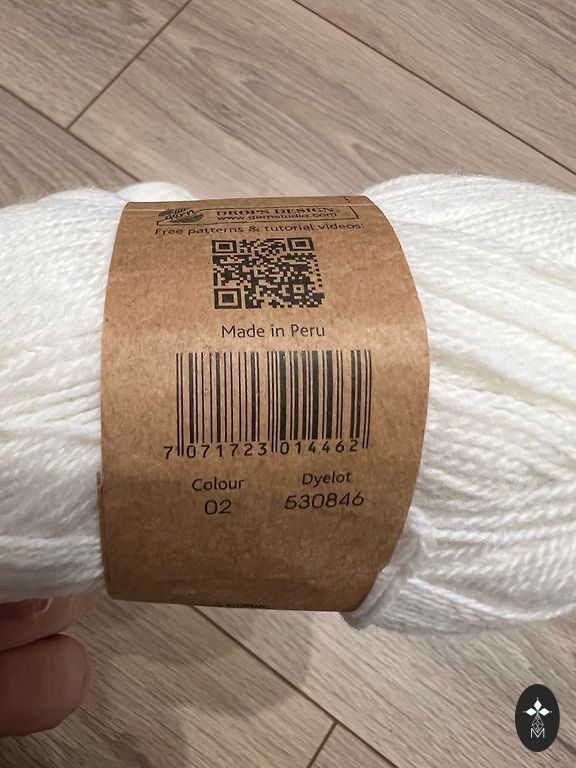 DROPS DESIGN
www.garnstudio.com
Free patterns & tutorial videos:
Made in Peru
7 071723 014462
Colour Dyelot
02 530846
M